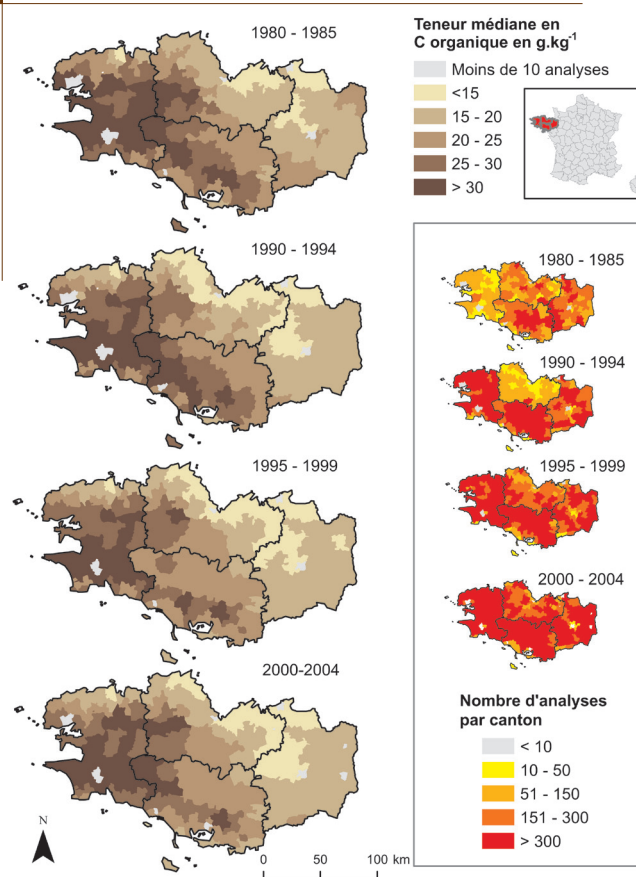 1980 - 1985
1990 - 1994
1995 - 1999
2000-2004
N
0 50 100 km
Teneur médiane en
C organique en g.kg-1
Moins de 10 analyses
<15
15 - 20
20 - 25
25 - 30
> 30
1980 - 1985
1990 - 1994
1995 - 1999
2000 - 2004
Nombre d'analyses
par canton
< 10
10 - 50
51 - 150
151 - 300
> 300